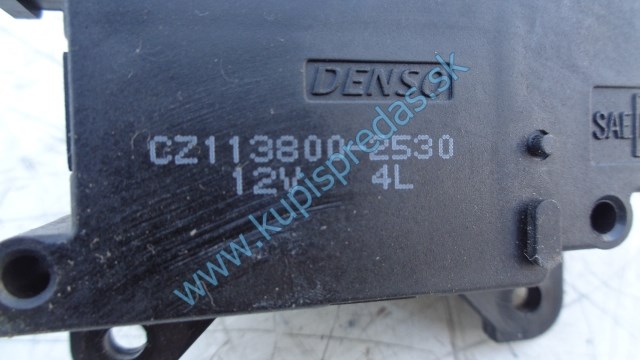 DENSO
CZ113800-2530
12V 4L
SAE
www.kupispredas.sk